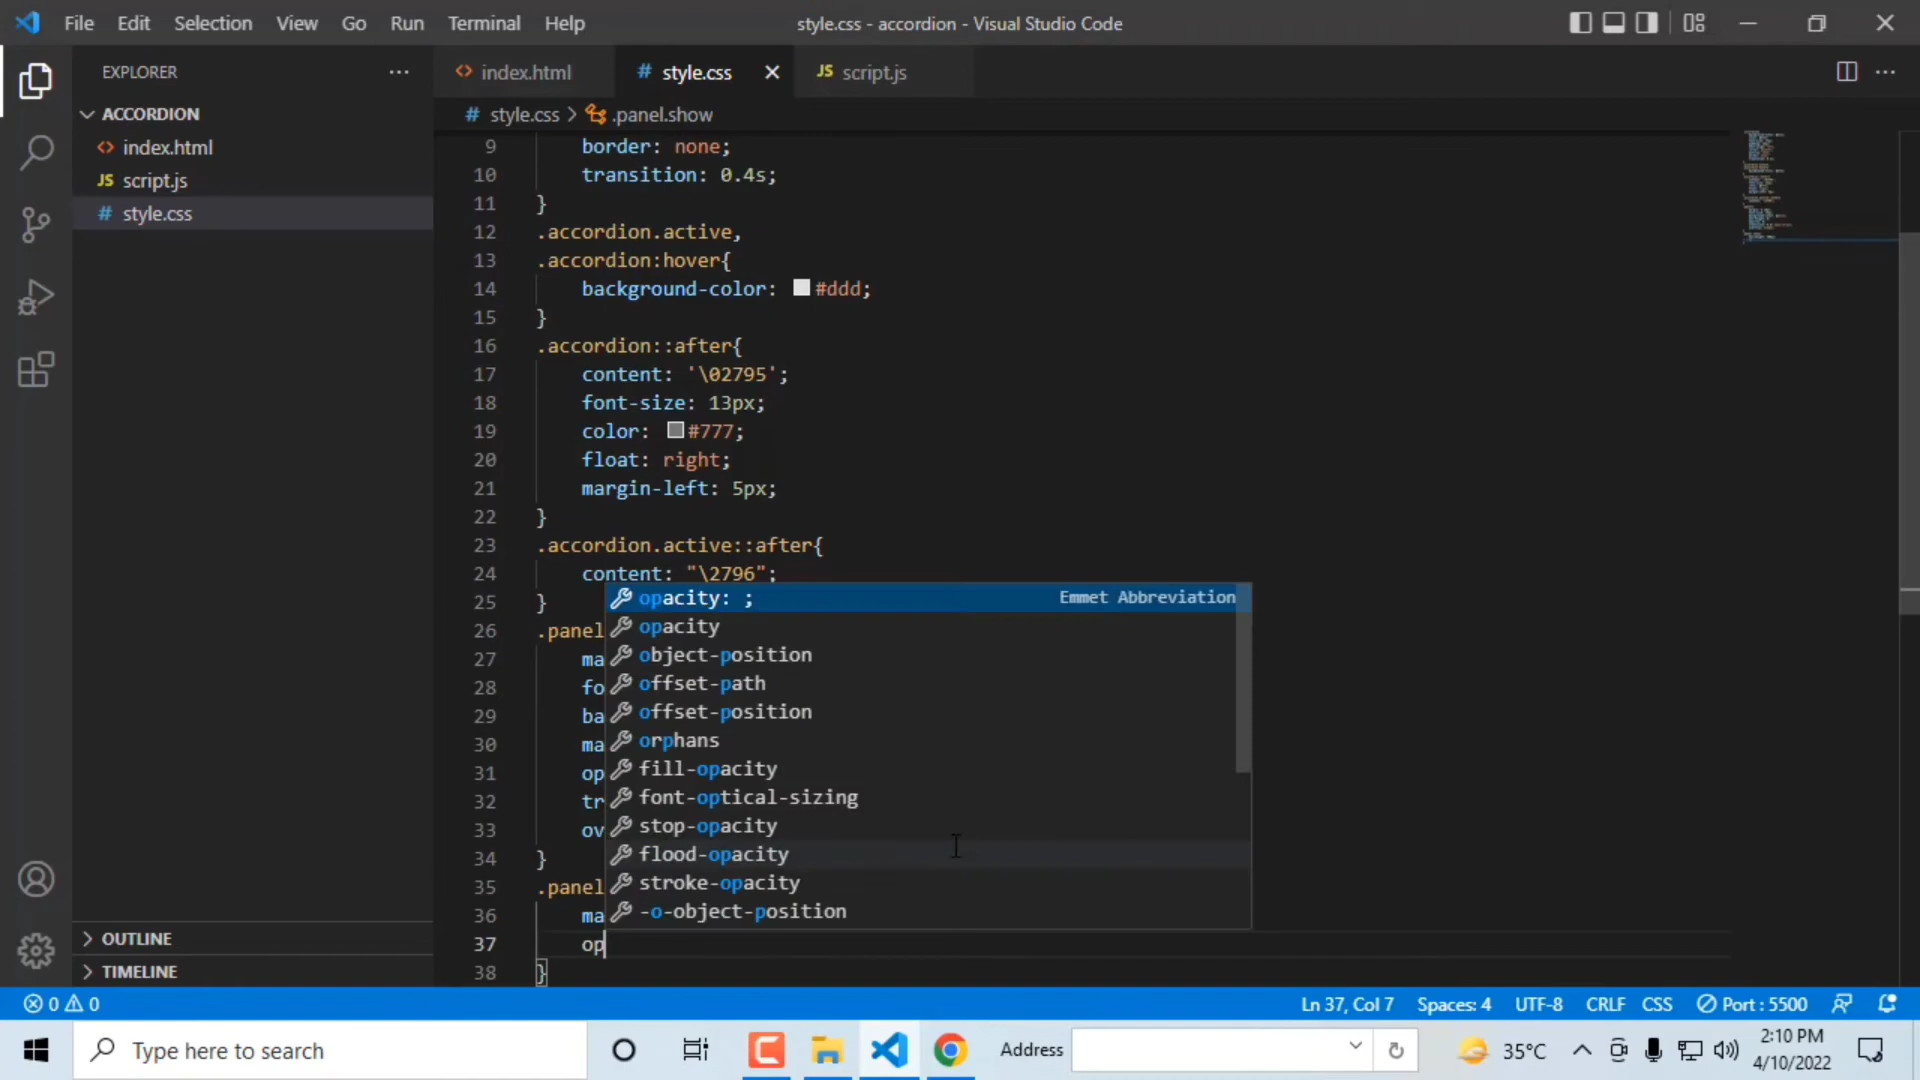 File Edit Selection View Go Run Terminal Help
style.css - accordion - Visual Studio Code
EXPLORER
ACCORDION
index.html
JS script.js
# style.css
OUTLINE
TIMELINE
index.html
# style.css
JS script.js
# style.css > .panel.show
9 border: none;
10 transition: 0.4s;
11 }
12 .accordion.active,
13 .accordion:hover{
14 background-color: #ddd;
15 }
16 .accordion::after{
17 content: '\02795';
18 font-size: 13px;
19 color: #777;
20 float: right;
21 margin-left: 5px;
22 }
23 .accordion.active::after{
24 content: "\2796";
25 }
26 .panel
27 ma
28 fo
29 ba
30 ma
31 op
32 tr
33 ov
34 }
35 .panel
36 ma
37 op
38 }
opacity: ; Emmet Abbreviation
opacity
object-position
offset-path
offset-position
orphans
fill-opacity
font-optical-sizing
stop-opacity
flood-opacity
stroke-opacity
-o-object-position
0 0
Ln 37, Col 7 Spaces: 4 UTF-8 CRLF CSS Port : 5500
Type here to search
Address
35°C
2:10 PM
4/10/2022